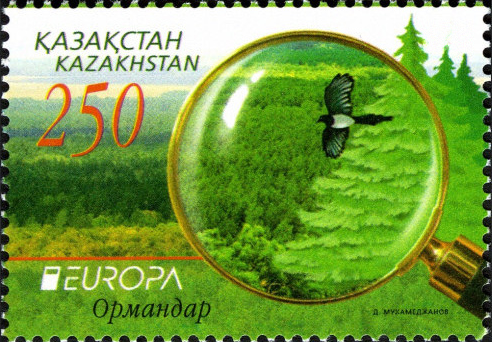 ҚАЗАҚСТАН
KAZAKHSTAN
250
EUROPA
Ормандар
Д. МУХАМЕДЖАНОВ